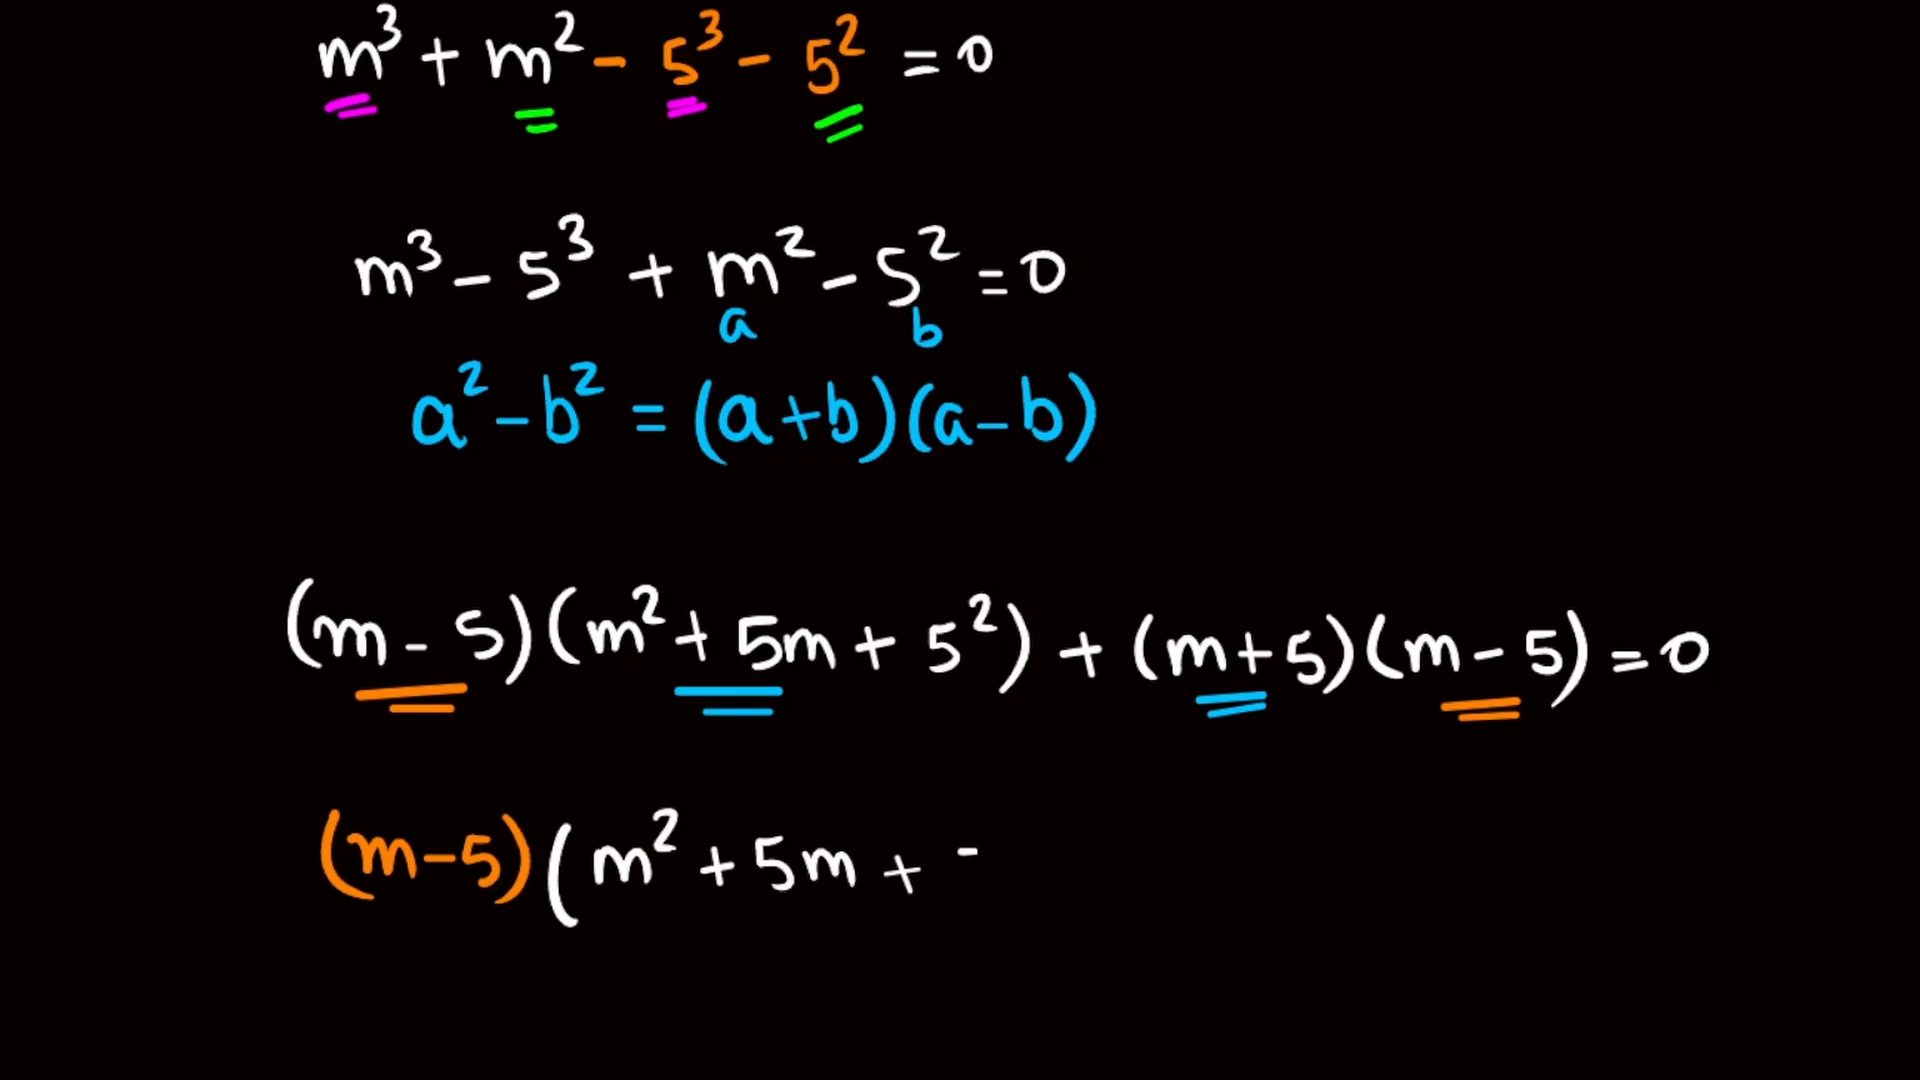 m³ + m² - 5³ - 5² = 0
m³ - 5³ + m² - 5² = 0
a b
a² - b² = (a+b)(a-b)
(m - 5)(m² + 5m + 5²) + (m+5)(m - 5) = 0
(m-5)(m² + 5m +